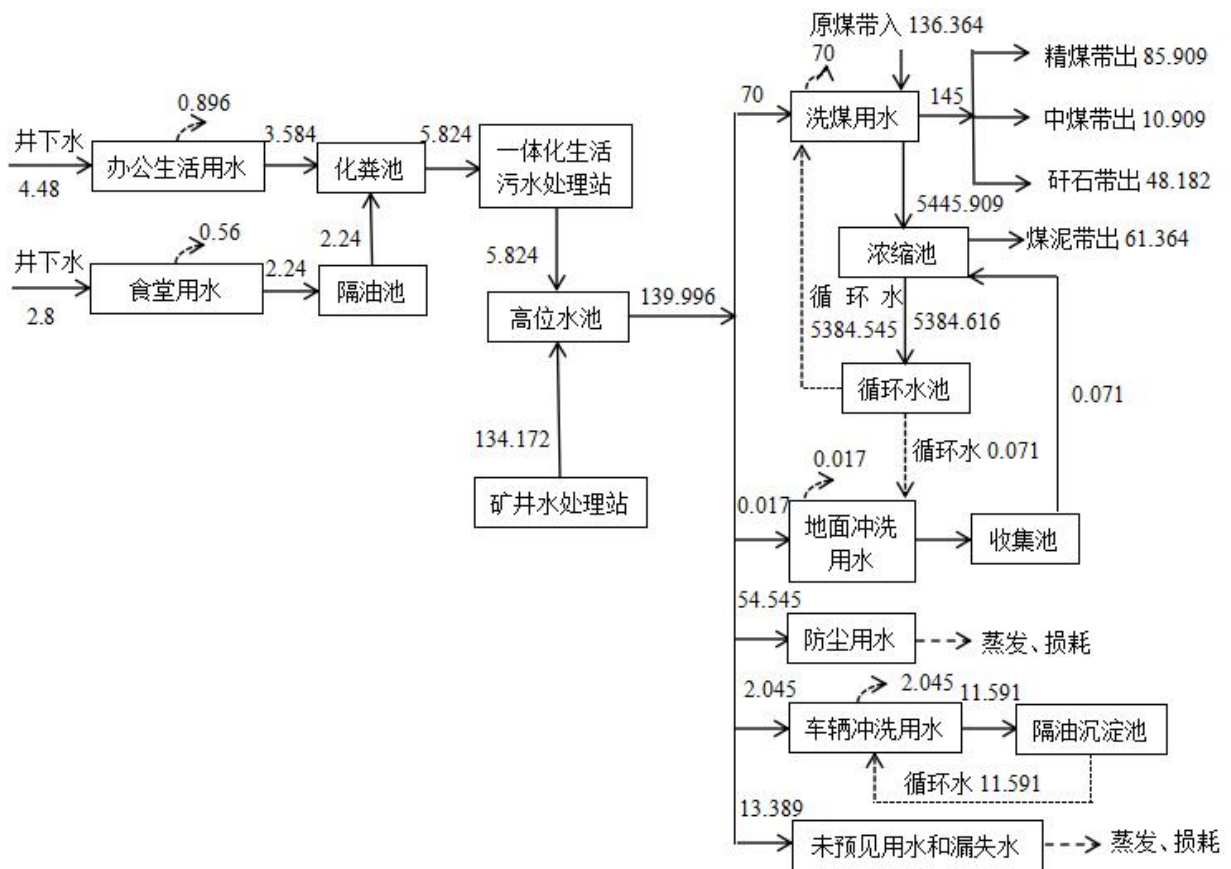 原煤带入 136.364
70
精煤带出 85.909
0.896
70
洗煤用水
145
中煤带出 10.909
井下水
3.584
5.824
一体化生活
污水处理站
办公生活用水
化粪池
4.48
矸石带出 48.182
5445.909
0.56
2.24
煤泥带出 61.364
浓缩池
井下水
2.24
5.824
食堂用水
隔油池
139.996
循 环 水
2.8
高位水池
5384.545
5384.616
循环水池
0.071
134.172
循环水 0.071
0.017
矿井水处理站
0.017
地面冲洗
用水
收集池
54.545
防尘用水
蒸发、损耗
2.045
2.045
11.591
车辆冲洗用水
隔油沉淀池
循环水 11.591
13.389
未预见用水和漏失水
蒸发、损耗